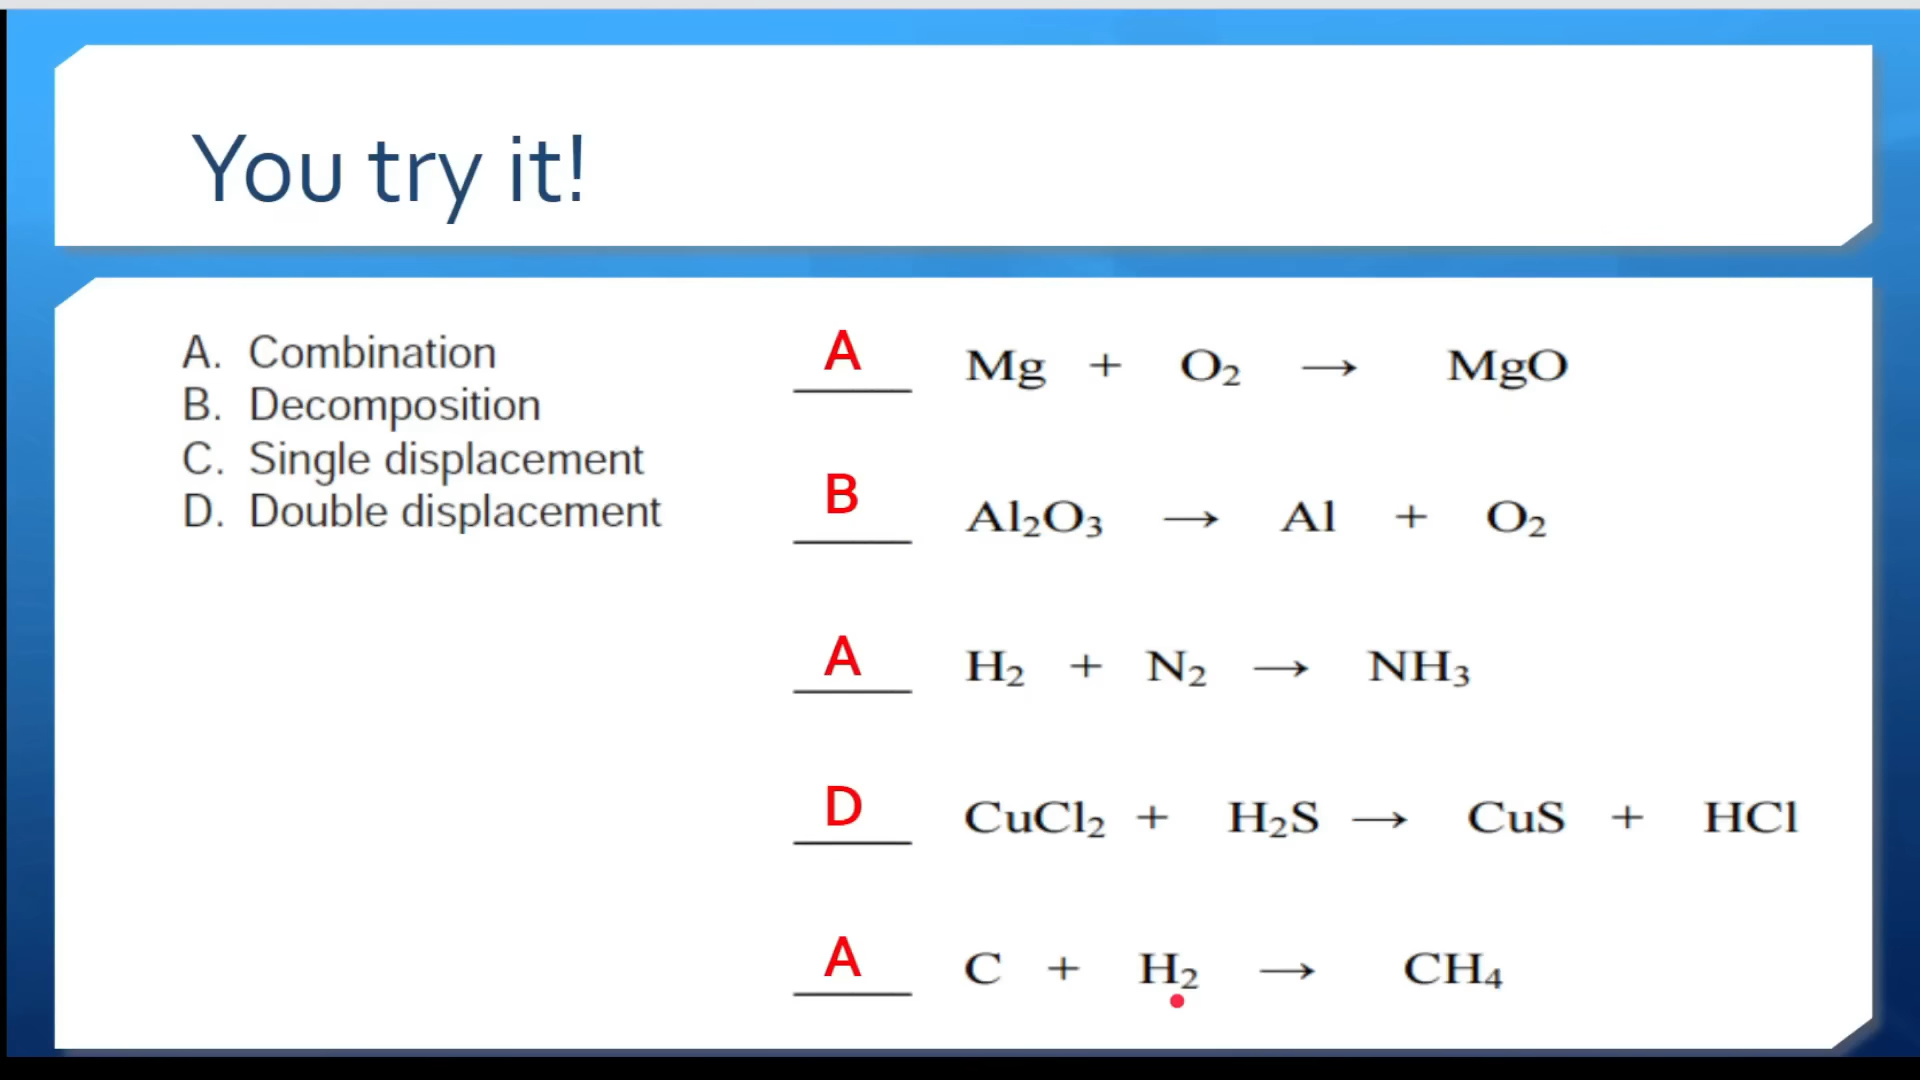 You try it!
A. Combination
B. Decomposition
C. Single displacement
D. Double displacement
A Mg + O₂ → MgO
B Al₂O₃ → Al + O₂
A H₂ + N₂ → NH₃
D CuCl₂ + H₂S → CuS + HCl
A C + H₂ → CH₄